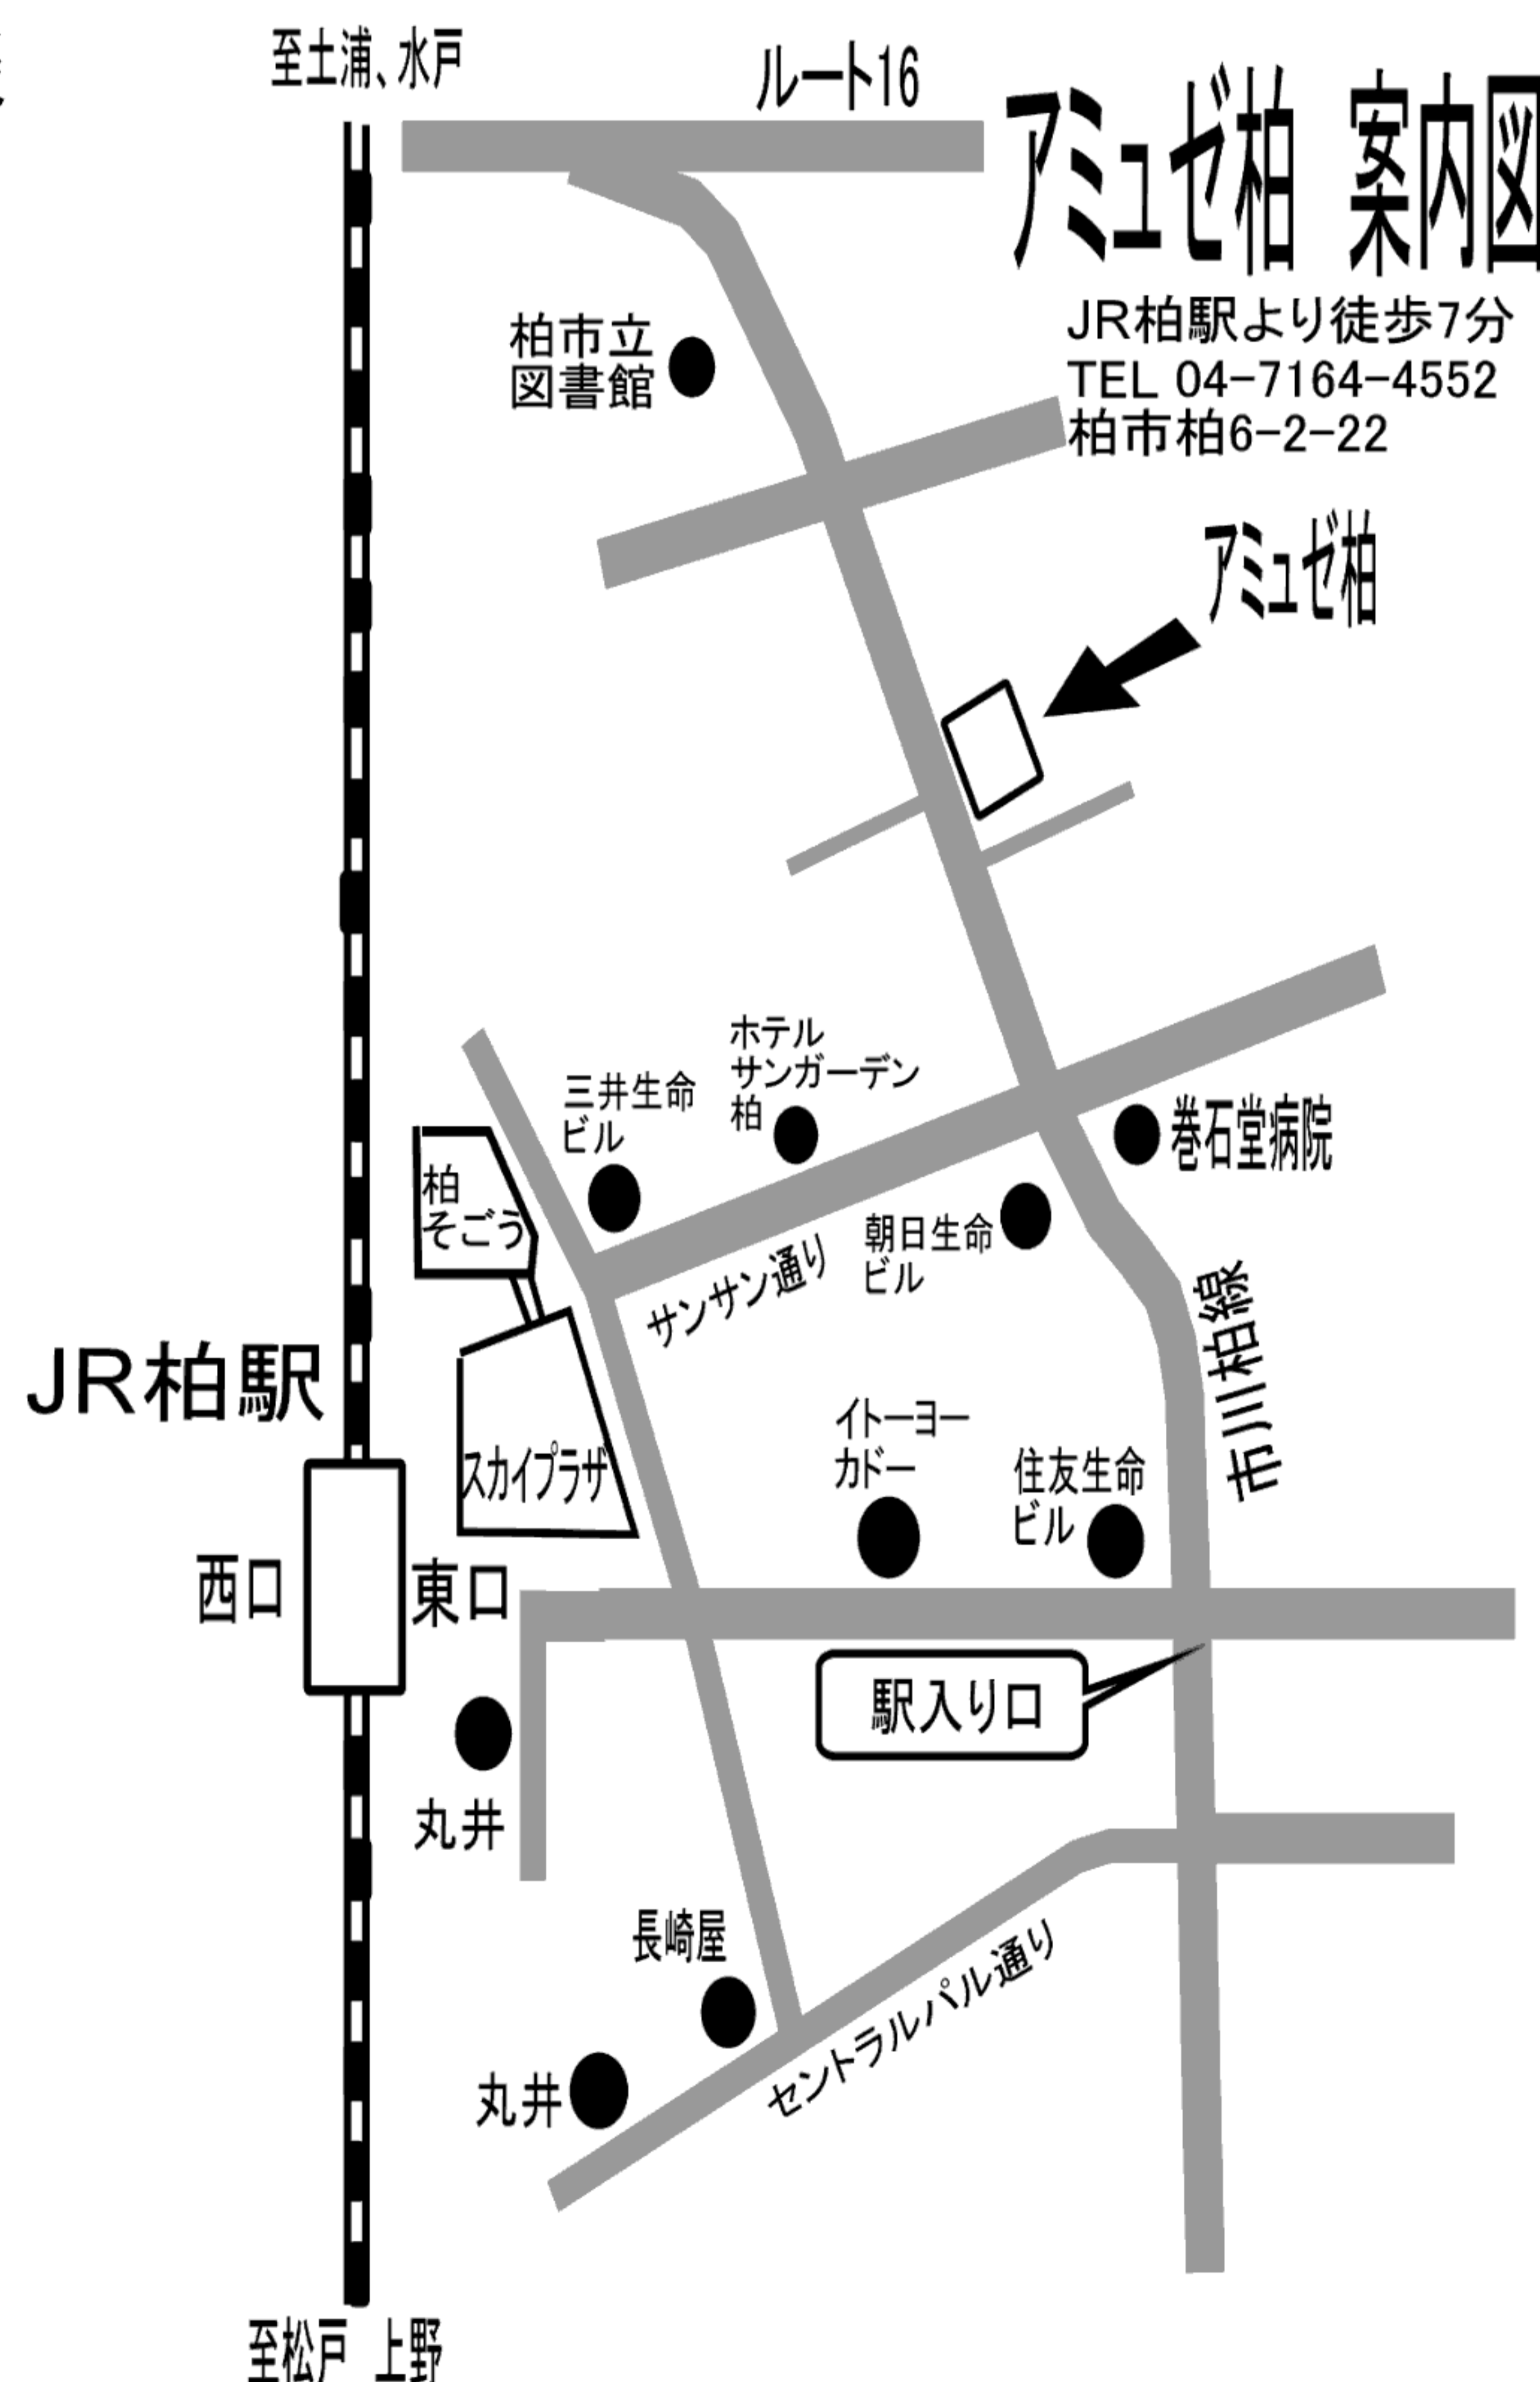 至土浦、水戸
ルート16
アミュゼ柏 案内図
JR柏駅より徒歩7分
TEL 04-7164-4552
柏市柏6-2-22
柏市立
図書館
アミュゼ柏
ホテル
サンガーデン
柏
三井生命
ビル
巻石堂病院
柏
そごう
朝日生命
ビル
サンサン通り
市川柏線
JR柏駅
スカイプラザ
イトーヨー
カドー
住友生命
ビル
西口
東口
駅入り口
丸井
長崎屋
セントラルパル通り
丸井
至松戸 上野